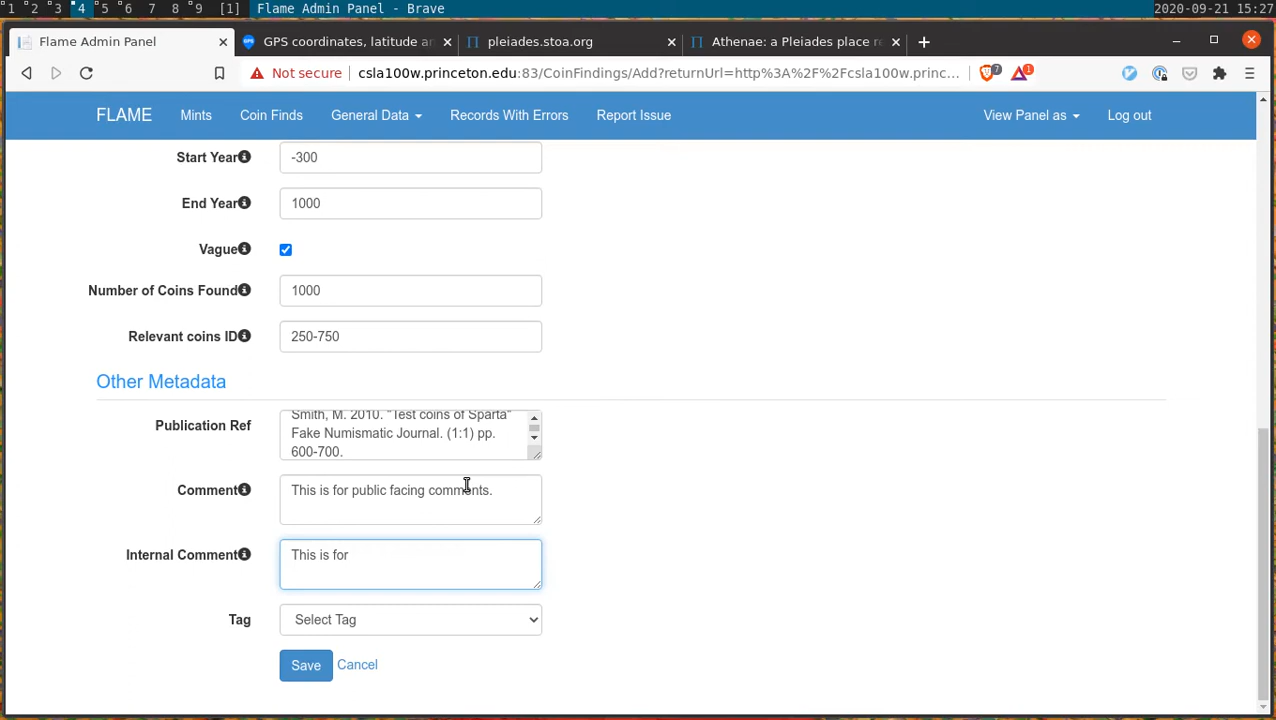 1 2 3 4 5 6 7 8 9 [1] Flame Admin Panel - Brave 2020-09-21 15:27
Flame Admin Panel
GPS coordinates, latitude an
pleiades.stoa.org
Athenae: a Pleiades place re
Not secure csla100w.princeton.edu:83/CoinFindings/Add?returnUrl=http%3A%2F%2Fcsla100w.princ... 7 1
FLAME Mints Coin Finds General Data Records With Errors Report Issue View Panel as Log out
Start Year -300
End Year 1000
Vague
Number of Coins Found 1000
Relevant coins ID 250-750
Other Metadata
Publication Ref
Smith, M. 2010. "Test coins of Sparta"
Fake Numismatic Journal. (1:1) pp.
600-700.
Comment This is for public facing comments.
Internal Comment This is for
Tag Select Tag
Save Cancel